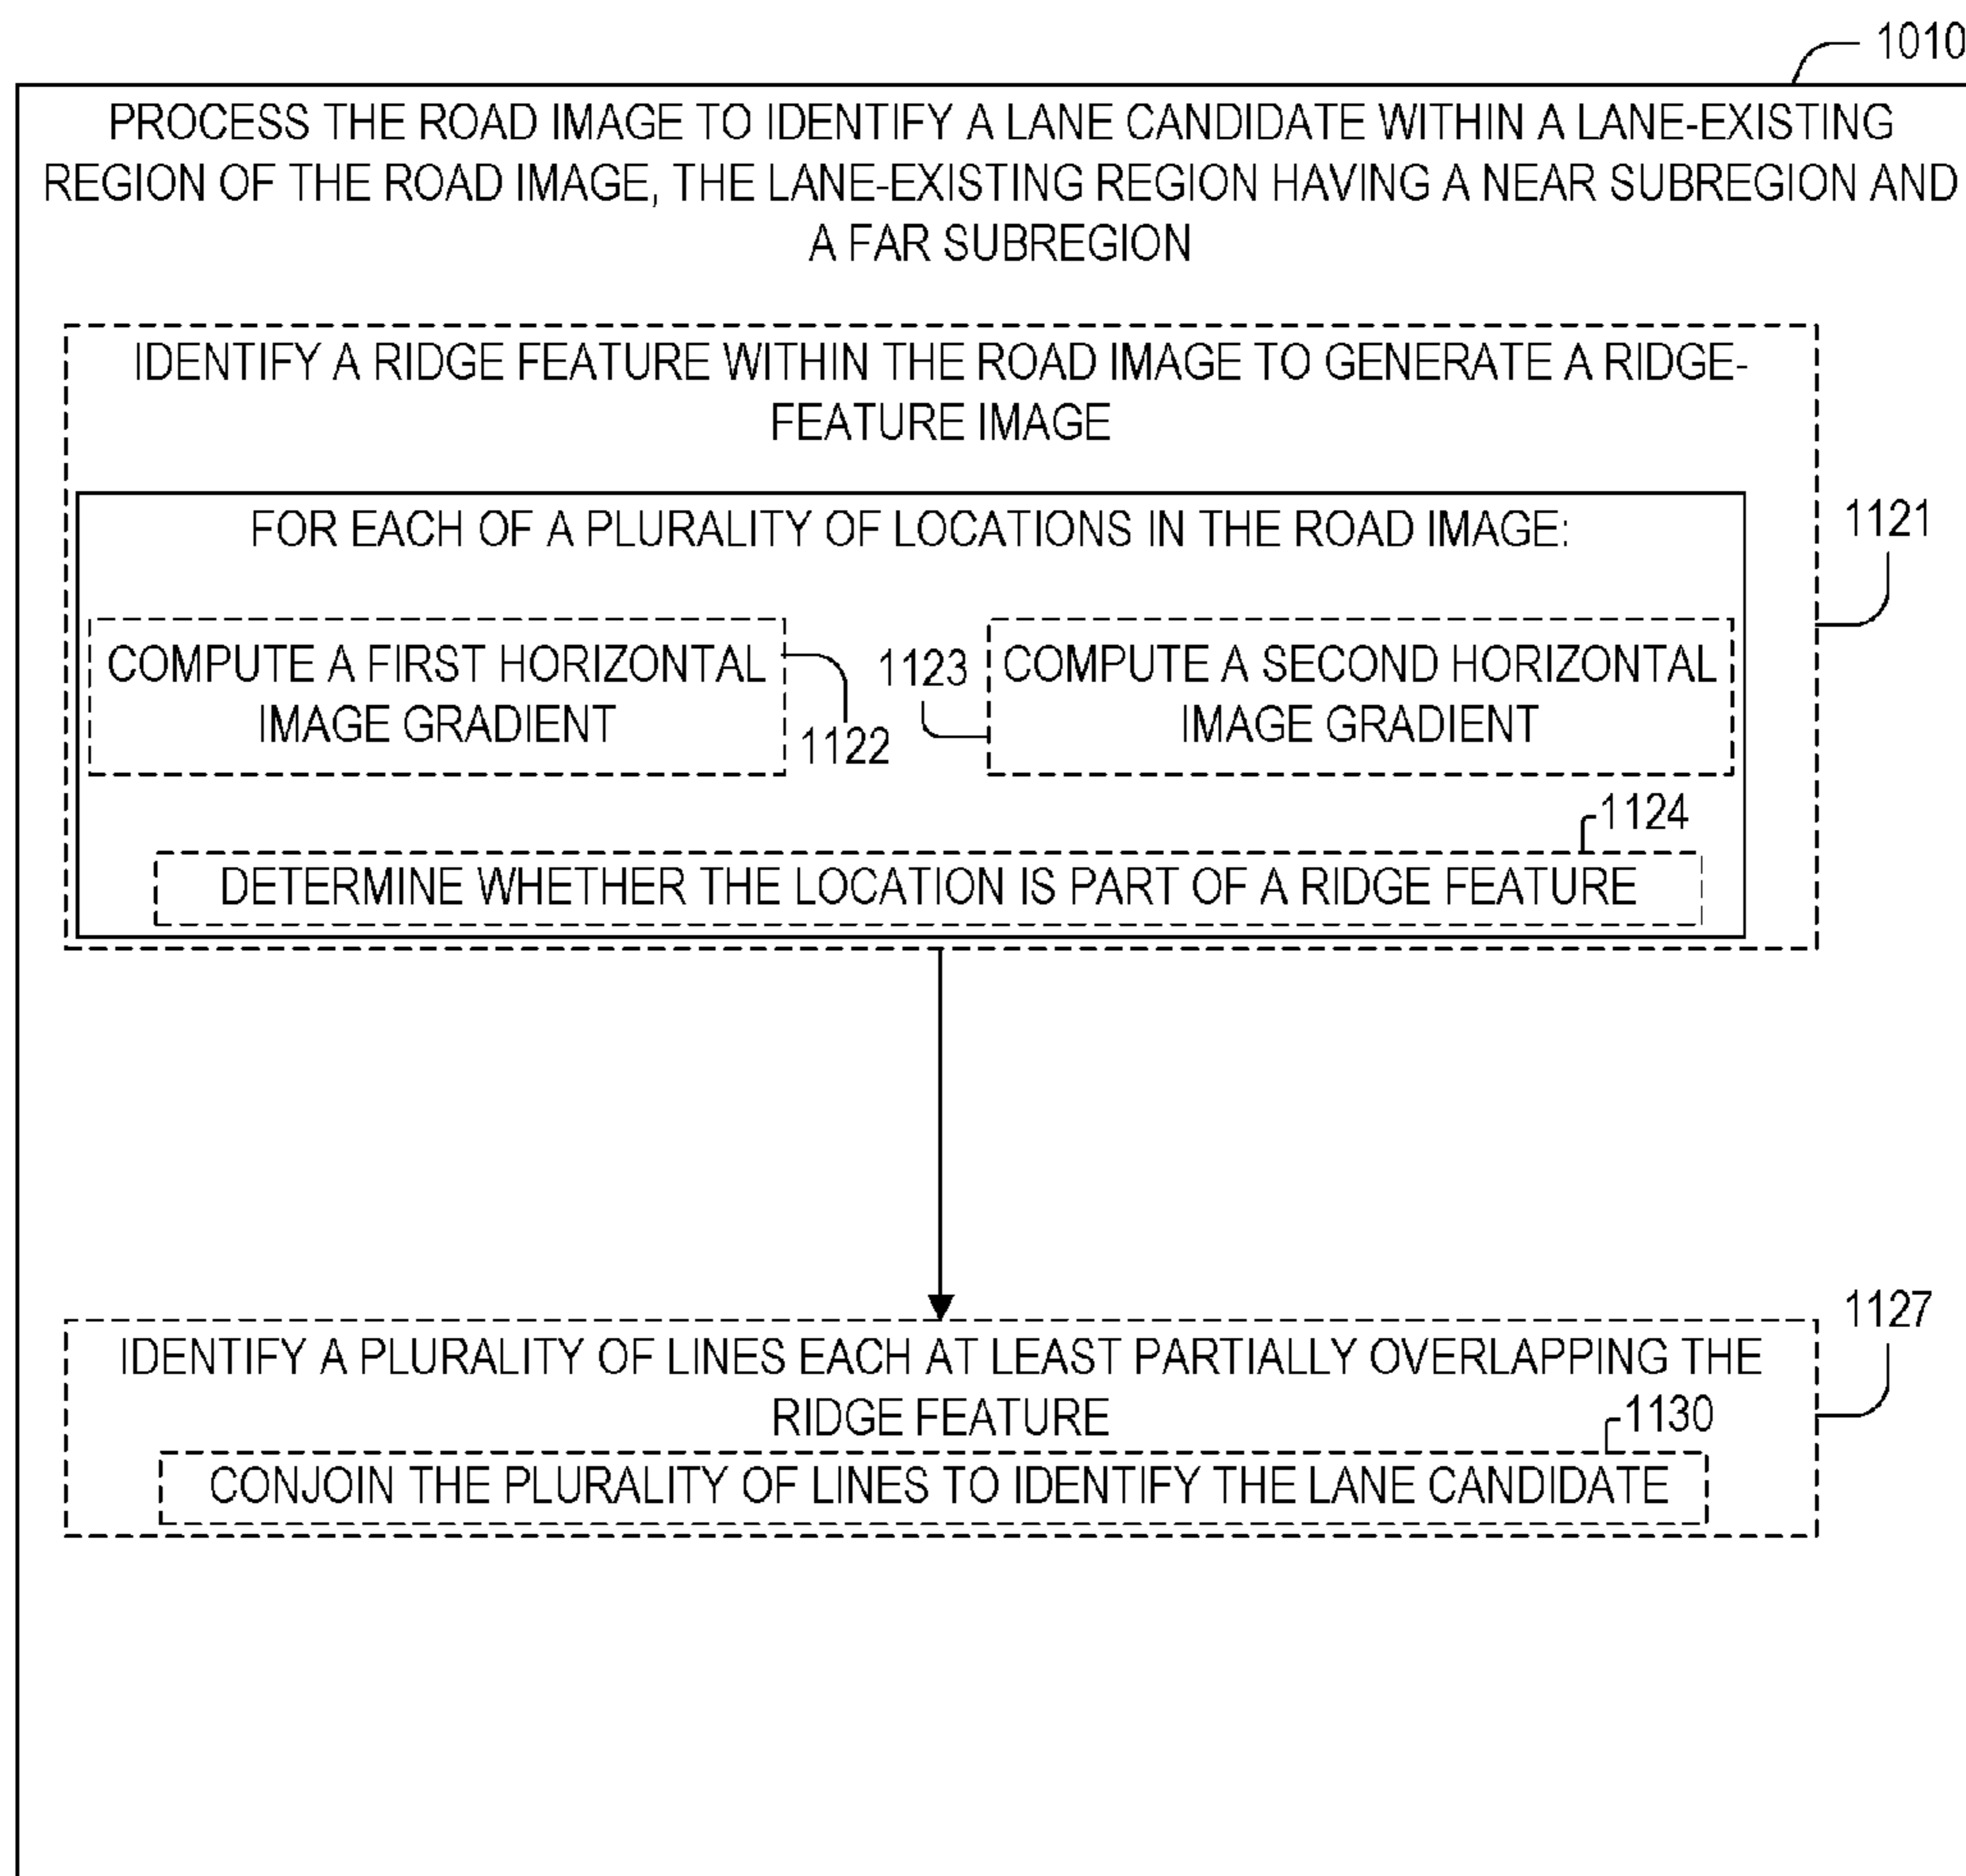 1010
PROCESS THE ROAD IMAGE TO IDENTIFY A LANE CANDIDATE WITHIN A LANE-EXISTING
REGION OF THE ROAD IMAGE, THE LANE-EXISTING REGION HAVING A NEAR SUBREGION AND
A FAR SUBREGION
IDENTIFY A RIDGE FEATURE WITHIN THE ROAD IMAGE TO GENERATE A RIDGE-
FEATURE IMAGE
1121
FOR EACH OF A PLURALITY OF LOCATIONS IN THE ROAD IMAGE:
COMPUTE A FIRST HORIZONTAL
IMAGE GRADIENT
1122
1123
COMPUTE A SECOND HORIZONTAL
IMAGE GRADIENT
1124
DETERMINE WHETHER THE LOCATION IS PART OF A RIDGE FEATURE
1127
IDENTIFY A PLURALITY OF LINES EACH AT LEAST PARTIALLY OVERLAPPING THE
RIDGE FEATURE
1130
CONJOIN THE PLURALITY OF LINES TO IDENTIFY THE LANE CANDIDATE